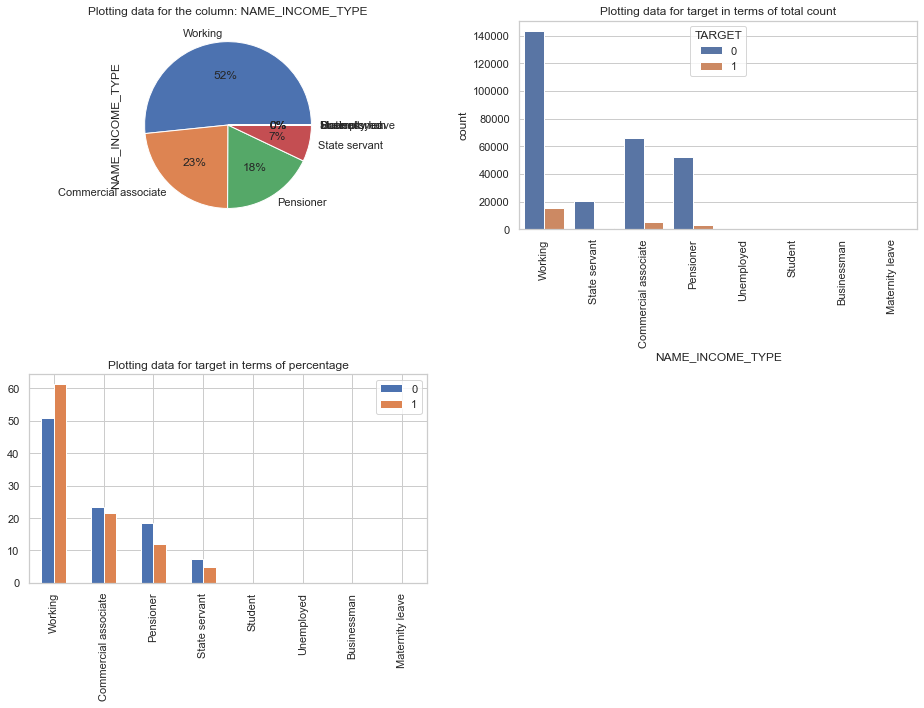 Plotting data for the column: NAME_INCOME_TYPE
NAME_INCOME_TYPE
Working
52%
23%
Commercial associate
18%
Pensioner
7%
State servant
0%
Plotting data for target in terms of total count
TARGET
0
1
count
140000
120000
100000
80000
60000
40000
20000
0
Working
State servant
Commercial associate
Pensioner
Unemployed
Student
Businessman
Maternity leave
NAME_INCOME_TYPE
Plotting data for target in terms of percentage
0
1
60
50
40
30
20
10
0
Working
Commercial associate
Pensioner
State servant
Student
Unemployed
Businessman
Maternity leave